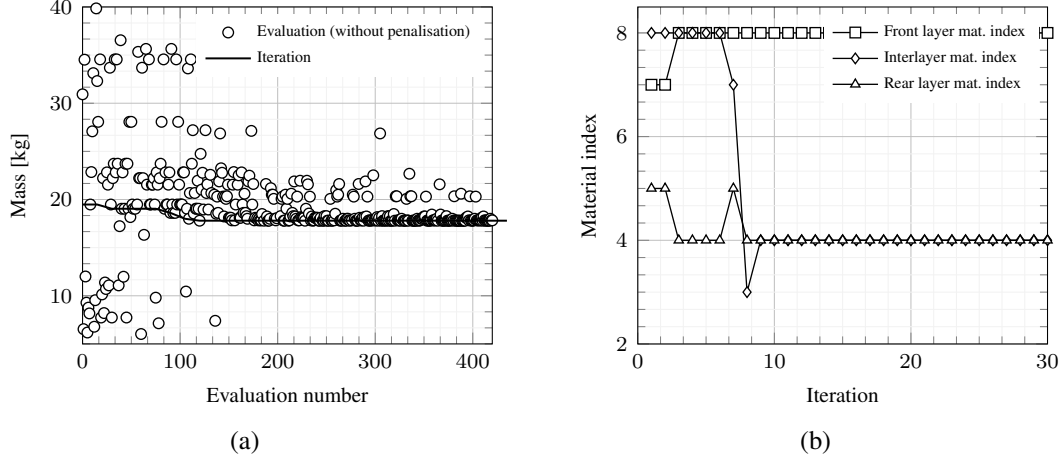 40
30
20
10
0
100
200
300
400
Mass [kg]
Evaluation number
Evaluation (without penalisation)
Iteration
(a)
8
6
4
2
0
10
20
30
Material index
Iteration
Front layer mat. index
Interlayer mat. index
Rear layer mat. index
(b)